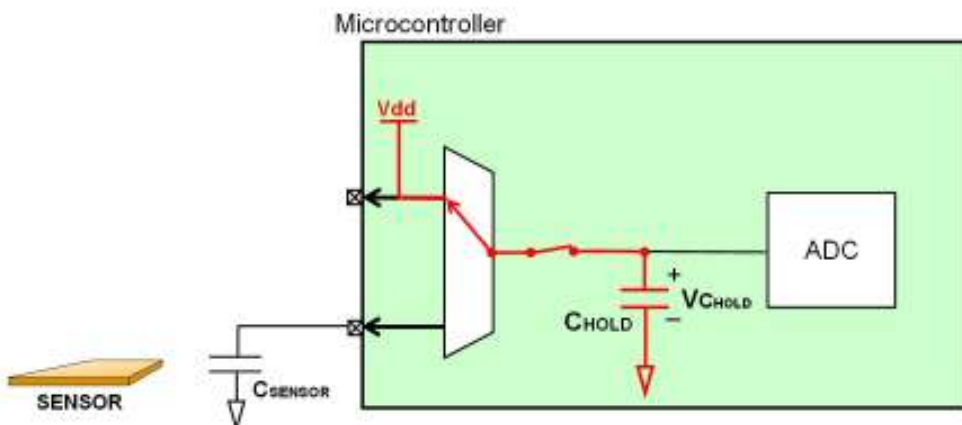 Microcontroller
Vdd
ADC
+
VCHOLD
CHOLD
–
CSENSOR
SENSOR